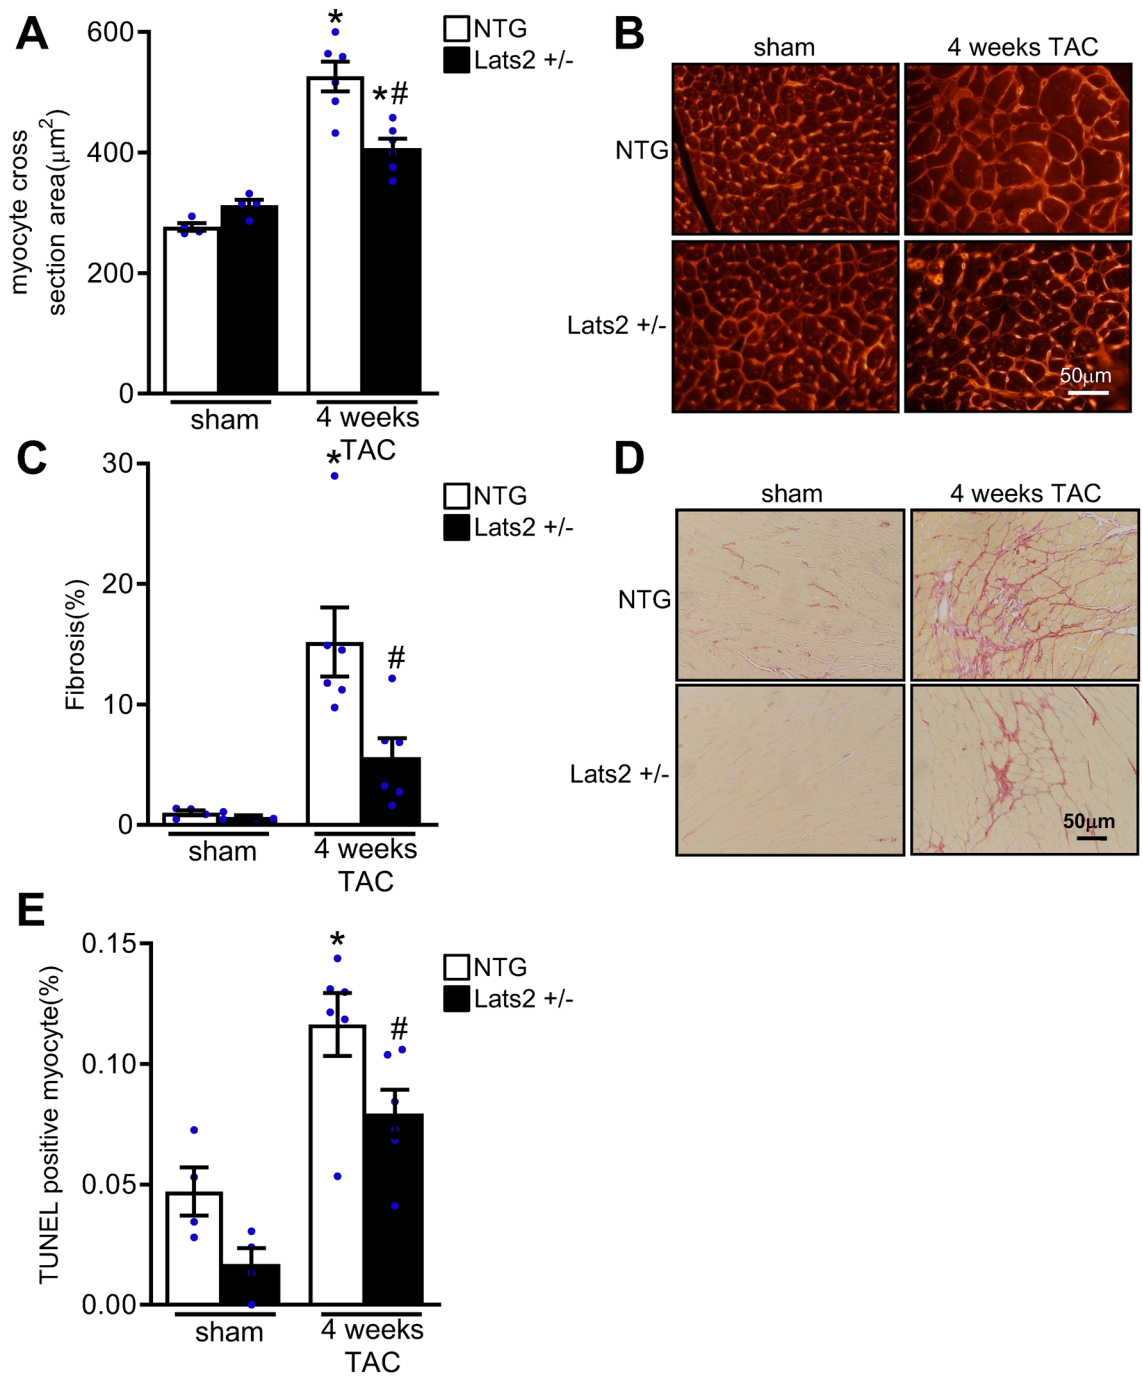 A
600
400
200
0
myocyte cross
section area(μm²)
*
*#
NTG
Lats2 +/-
sham
4 weeks
TAC
B
sham
4 weeks TAC
NTG
Lats2 +/-
50μm
C
30
20
10
0
Fibrosis(%)
*
#
NTG
Lats2 +/-
sham
4 weeks
TAC
D
sham
4 weeks TAC
NTG
Lats2 +/-
50μm
E
0.15
0.10
0.05
0.00
TUNEL positive myocyte(%)
*
#
NTG
Lats2 +/-
sham
4 weeks
TAC